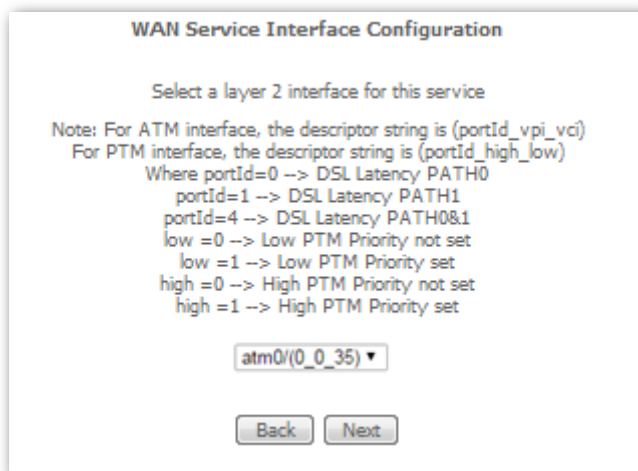 WAN Service Interface Configuration
Select a layer 2 interface for this service
Note: For ATM interface, the descriptor string is (portId_vpi_vci)
For PTM interface, the descriptor string is (portId_high_low)
Where portId=0 --> DSL Latency PATH0
portId=1 --> DSL Latency PATH1
portId=4 --> DSL Latency PATH0&1
low =0 --> Low PTM Priority not set
low =1 --> Low PTM Priority set
high =0 --> High PTM Priority not set
high =1 --> High PTM Priority set
atm0/(0_0_35)
Back Next